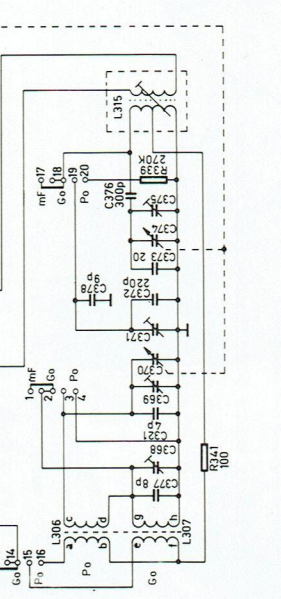 L315
17
18
19
20
mF
Go
Po
R339
270K
C376
300p
C375
C374
C373 20
C372
220p
C378
9p
C371
C370
C369
4p
C321
C368
C377 8p
mF
1
2
3
4
Go
Po
R341
100
L306
a
b
c
d
e
f
g
h
L307
14
15
16
Go
Po
Po
Go